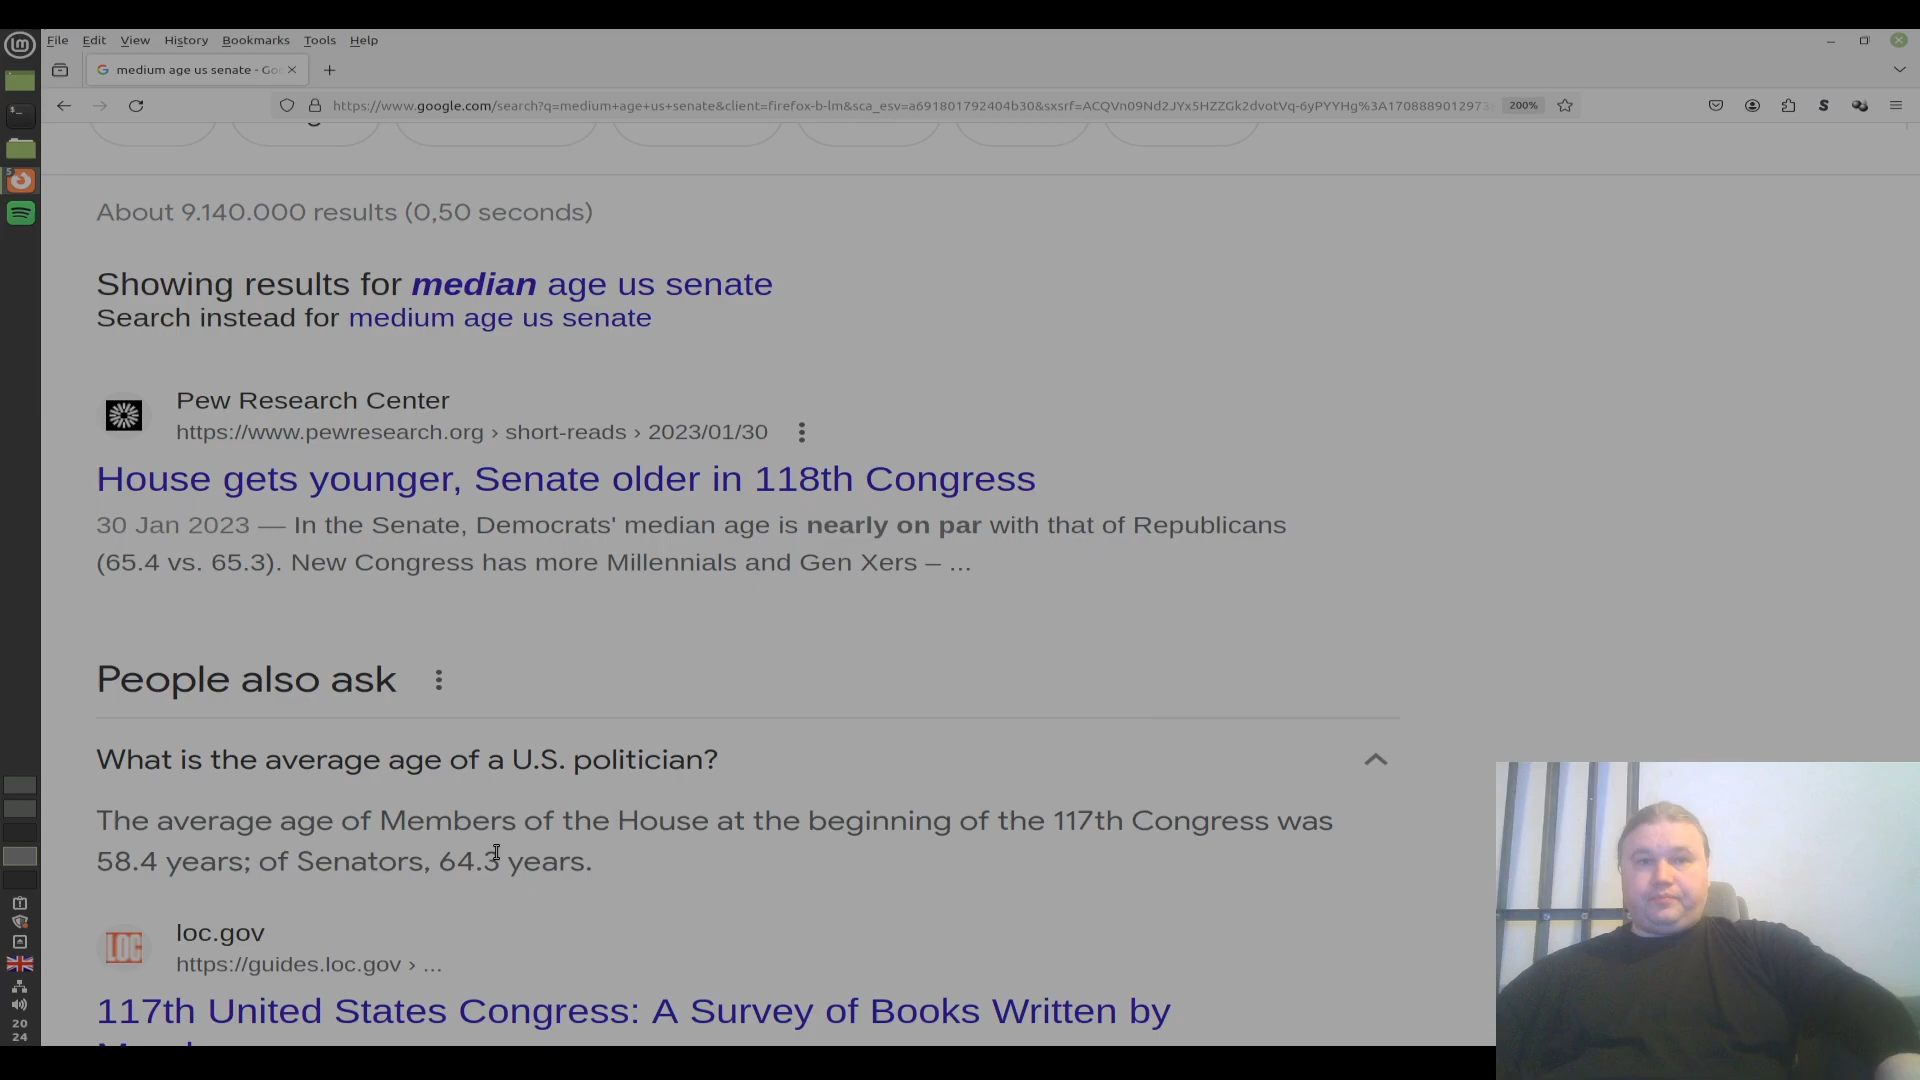 File Edit View History Bookmarks Tools Help
medium age us senate - Goo
https://www.google.com/search?q=medium+age+us+senate&client=firefox-b-lm&sca_esv=a691801792404b30&sxsrf=ACQVn09Nd2JYx5HZZGk2dvotVq-6yPYYHg%3A1708889012973
200%
About 9.140.000 results (0,50 seconds)
Showing results for median age us senate
Search instead for medium age us senate
Pew Research Center
https://www.pewresearch.org › short-reads › 2023/01/30
House gets younger, Senate older in 118th Congress
30 Jan 2023 — In the Senate, Democrats' median age is nearly on par with that of Republicans
(65.4 vs. 65.3). New Congress has more Millennials and Gen Xers – ...
People also ask
What is the average age of a U.S. politician?
The average age of Members of the House at the beginning of the 117th Congress was
58.4 years; of Senators, 64.3 years.
LOC
loc.gov
https://guides.loc.gov › ...
117th United States Congress: A Survey of Books Written by
5
20
24